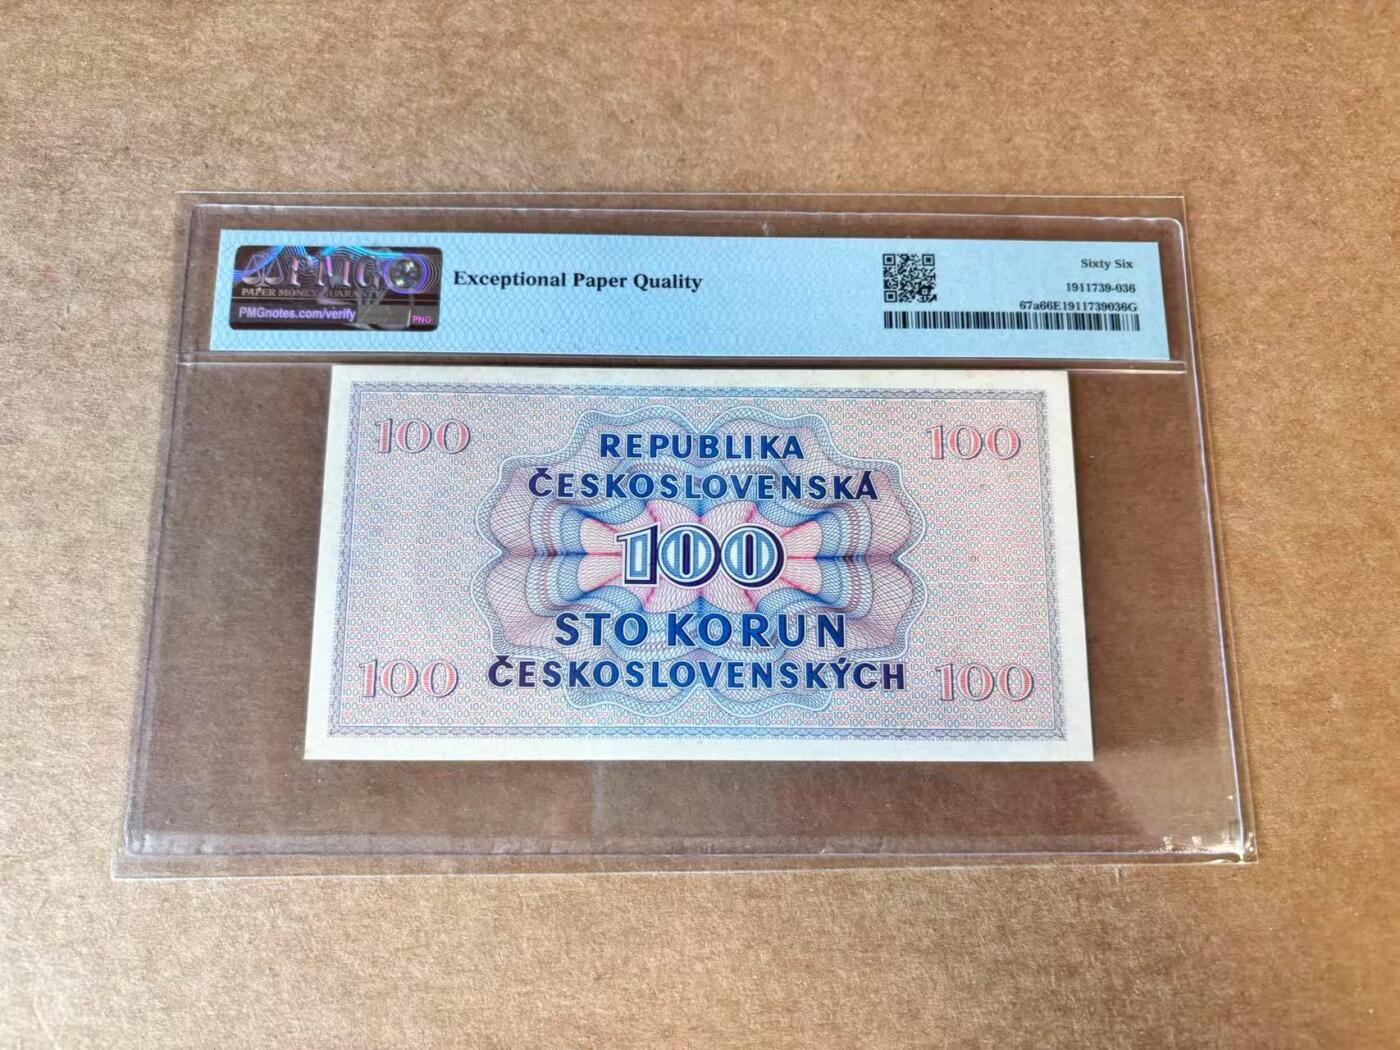 PMG
PAPER MONEY GUARANTY
PMGnotes.com/verify
PNG
Exceptional Paper Quality
Sixty Six
1911739-036
67a66E1911739036G
100
100
REPUBLIKA
ČESKOSLOVENSKÁ
100
STO KORUN
ČESKOSLOVENSKÝCH
100
100